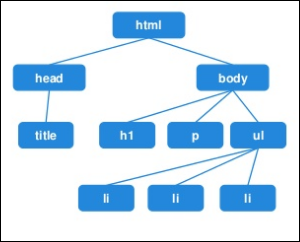 html
head body
title h1 p ul
li li li